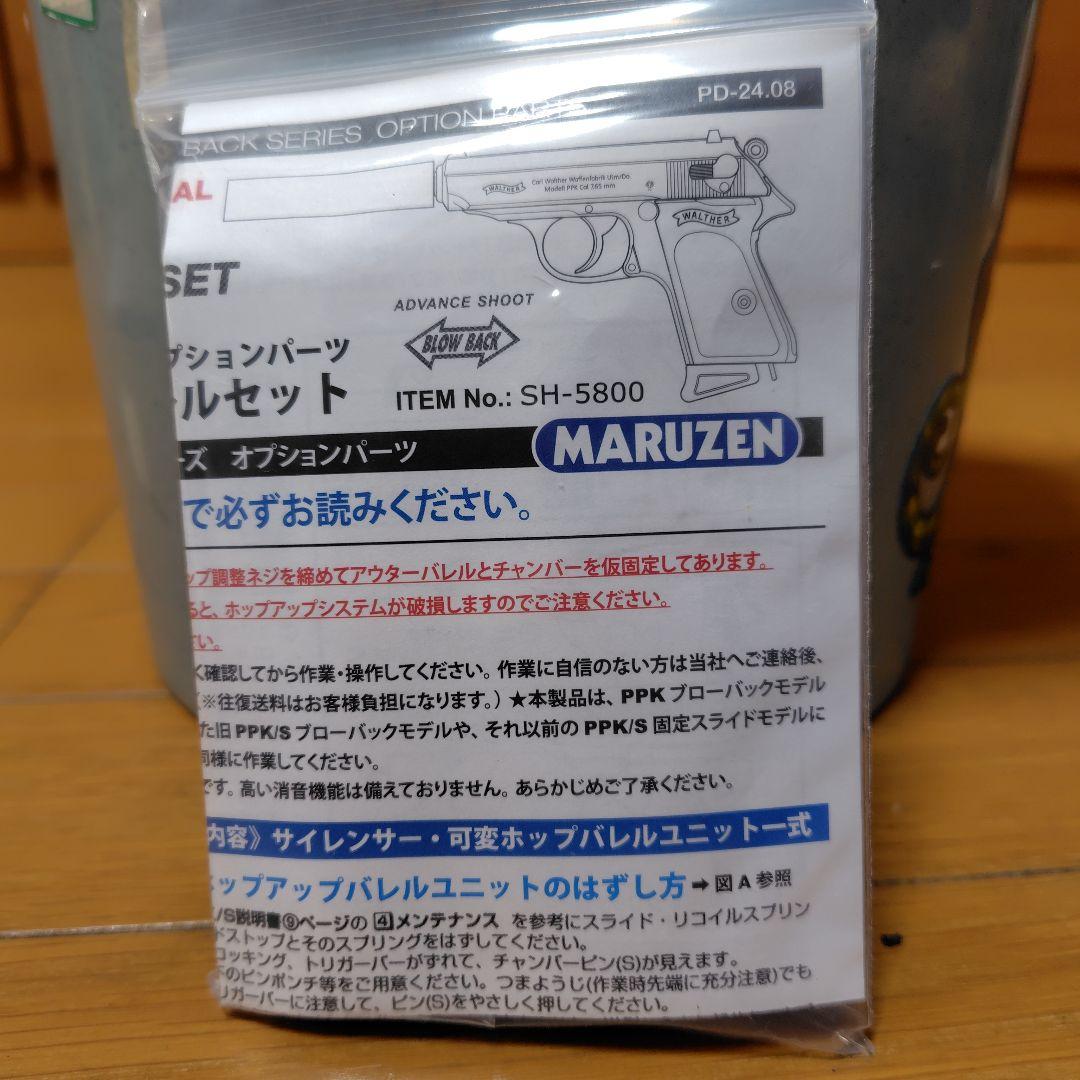 PD-24.08
BACK SERIES OPTION PARTS
AL
WALTHER
Carl Walther Waffenfabrik Ulm/Do.
Modell PPK Cal 7.65 mm
WALTHER
SET
ADVANCE SHOOT
BLOW BACK
プションパーツ
ルセット
ITEM No.: SH-5800
ーズ オプションパーツ
MARUZEN
で必ずお読みください。
ップ調整ネジを締めてアウターバレルとチャンバーを仮固定してあります。
ると、ホップアップシステムが破損しますのでご注意ください。
さい。
く確認してから作業・操作してください。作業に自信のない方は当社へご連絡後、
(※往復送料はお客様負担になります。)★本製品は、PPK ブローバックモデル
た旧 PPK/S ブローバックモデルや、それ以前の PPK/S 固定スライドモデルに
同様に作業してください。
です。高い消音機能は備えておりません。あらかじめご了承ください。
内容》サイレンサー・可変ホップバレルユニット一式
ップアップバレルユニットのはずし方➡図A参照
/S説明書⑨ページの 4 メンテナンス を参考にスライド・リコイルスプリン
ドストップとそのスプリングをはずしてください。
コッキング、トリガーバーがずれて、チャンバーピン(S)が見えます。
下のピンポンチ等をご用意ください。つまようじ(作業時先端に充分注意)でも
リガーバーに注意して、ピン(S)をやさしく押してください。